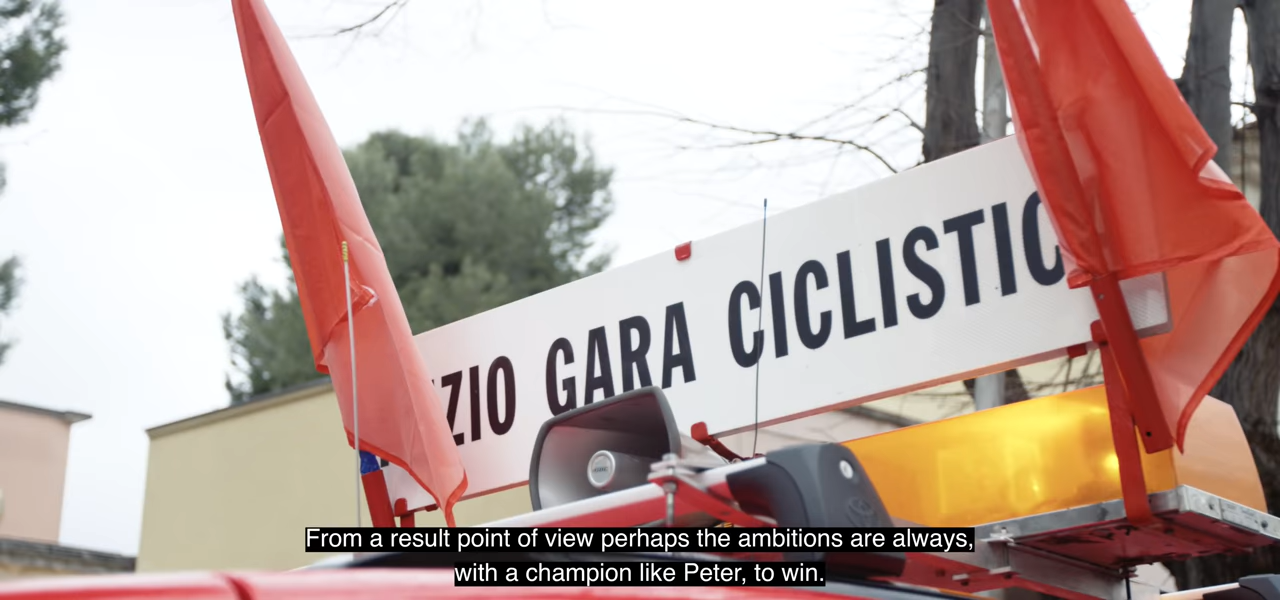 ZIO GARA CICLISTIC
From a result point of view perhaps the ambitions are always,
with a champion like Peter, to win.